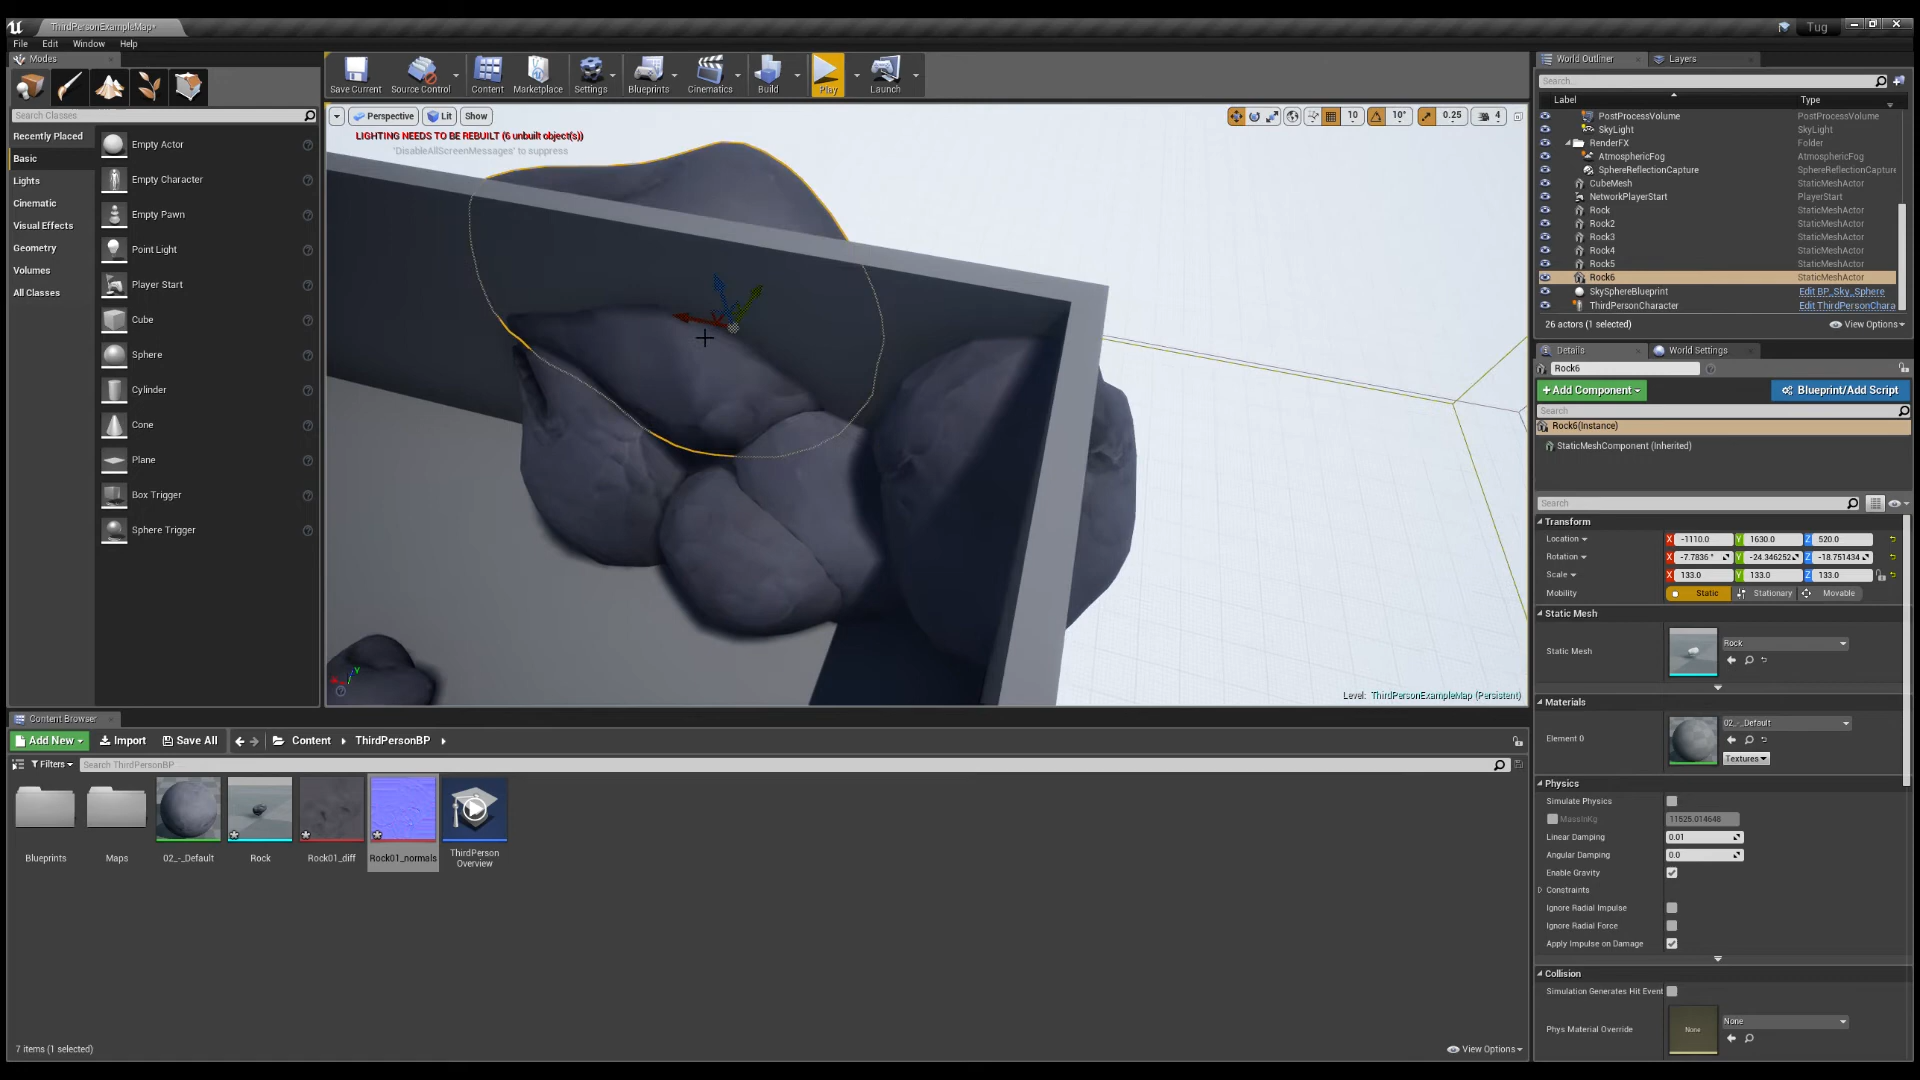 ThirdPersonExampleMap*
Tug
File Edit Window Help
Modes
Search Classes
Recently Placed
Basic
Lights
Cinematic
Visual Effects
Geometry
Volumes
All Classes
Empty Actor
Empty Character
Empty Pawn
Point Light
Player Start
Cube
Sphere
Cylinder
Cone
Plane
Box Trigger
Sphere Trigger
Save Current Source Control Content Marketplace Settings Blueprints Cinematics Build Play Launch
Perspective Lit Show
10 10° 0.25 4
LIGHTING NEEDS TO BE REBUILT (6 unbuilt object(s))
'DisableAllScreenMessages' to suppress
Level: ThirdPersonExampleMap (Persistent)
World Outliner Layers
Search...
Label Type
PostProcessVolume PostProcessVolume
SkyLight SkyLight
RenderFX Folder
AtmosphericFog AtmosphericFog
SphereReflectionCapture SphereReflectionCapture
CubeMesh StaticMeshActor
NetworkPlayerStart PlayerStart
Rock StaticMeshActor
Rock2 StaticMeshActor
Rock3 StaticMeshActor
Rock4 StaticMeshActor
Rock5 StaticMeshActor
Rock6 StaticMeshActor
SkySphereBlueprint Edit BP_Sky_Sphere
ThirdPersonCharacter Edit ThirdPersonChara
26 actors (1 selected) View Options
Details World Settings
Rock6
+Add Component Blueprint/Add Script
Search
Rock6(Instance)
StaticMeshComponent (Inherited)
Search
Transform
Location X -1110.0 Y 1630.0 Z 520.0
Rotation X -7.7836 ° Y -24.346252 Z -18.751434
Scale X 133.0 Y 133.0 Z 133.0
Mobility Static Stationary Movable
Static Mesh
Static Mesh Rock
Materials
Element 0 02_-_Default
Textures
Physics
Simulate Physics
MassInKg 11525.014648
Linear Damping 0.01
Angular Damping 0.0
Enable Gravity
Constraints
Ignore Radial Impulse
Ignore Radial Force
Apply Impulse on Damage
Collision
Simulation Generates Hit Event
Phys Material Override None None
Content Browser
Add New Import Save All Content ThirdPersonBP
Filters Search ThirdPersonBP
Blueprints Maps 02_-_Default Rock Rock01_diff Rock01_normals ThirdPerson
Overview
7 items (1 selected) View Options